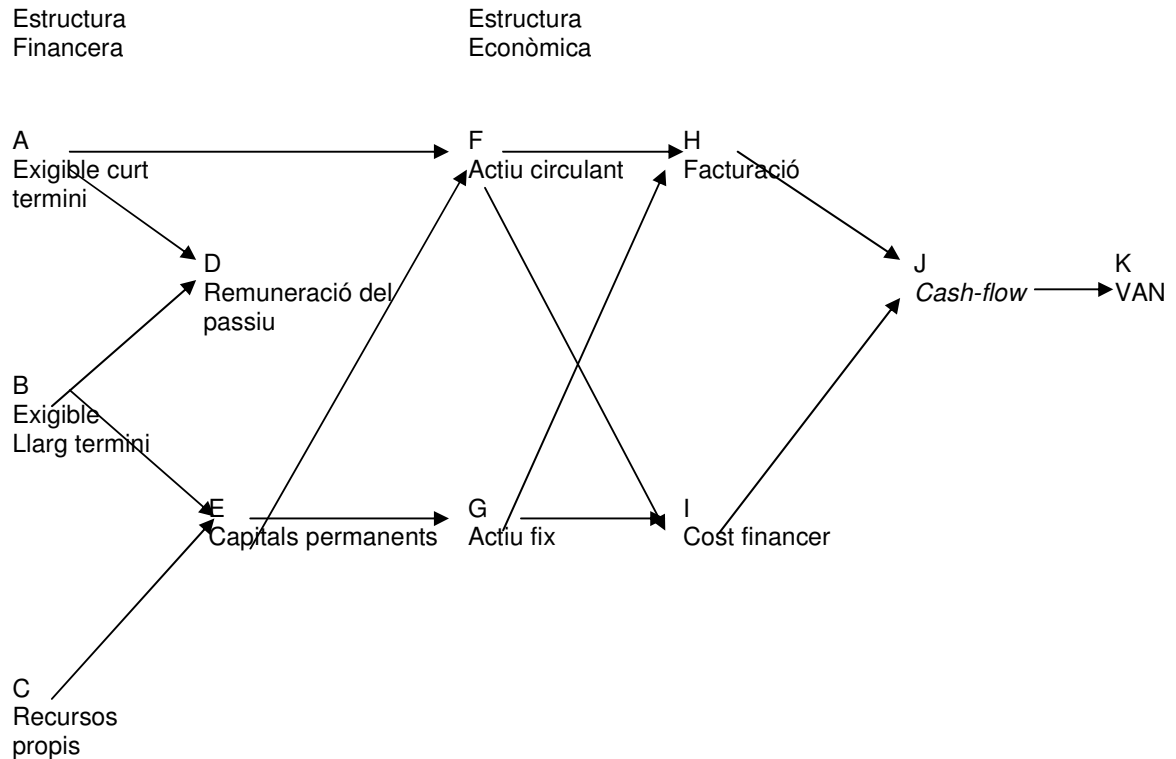 Estructura
Financera
Estructura
Econòmica
A
Exigible curt
termini
F
Actiu circulant
H
Facturació
D
Remuneració del
passiu
J
Cash-flow
K
VAN
B
Exigible
Llarg termini
E
Capitals permanents
G
Actiu fix
I
Cost financer
C
Recursos
propis